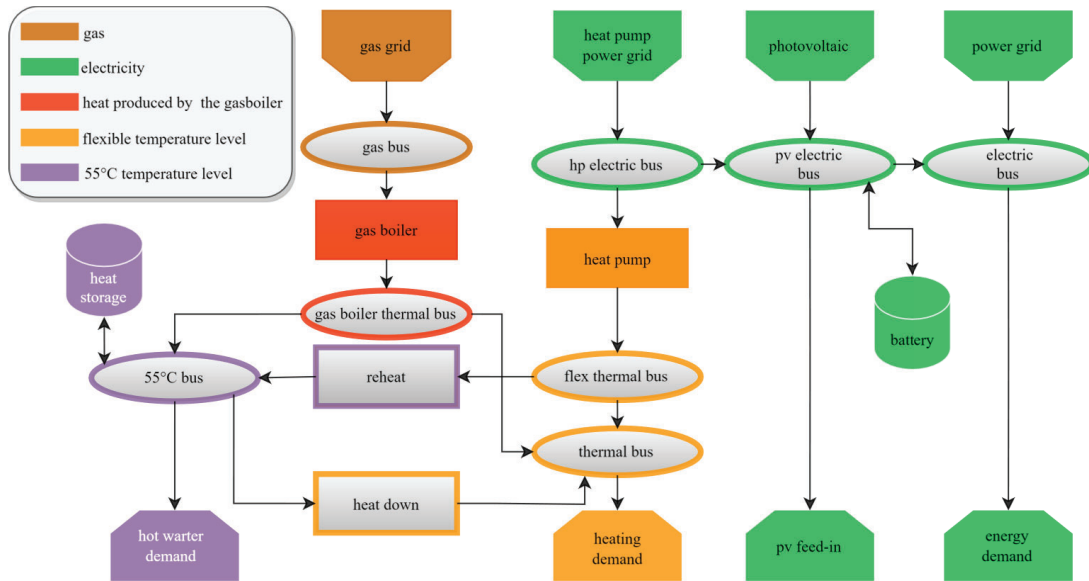 gas
electricity
heat produced by the gasboiler
flexible temperature level
55°C temperature level
gas grid
heat pump
power grid
photovoltaic
power grid
gas bus
hp electric bus
pv electric
bus
electric
bus
gas boiler
heat pump
heat
storage
gas boiler thermal bus
battery
55°C bus
reheat
flex thermal bus
thermal bus
heat down
hot warter
demand
heating
demand
pv feed-in
energy
demand